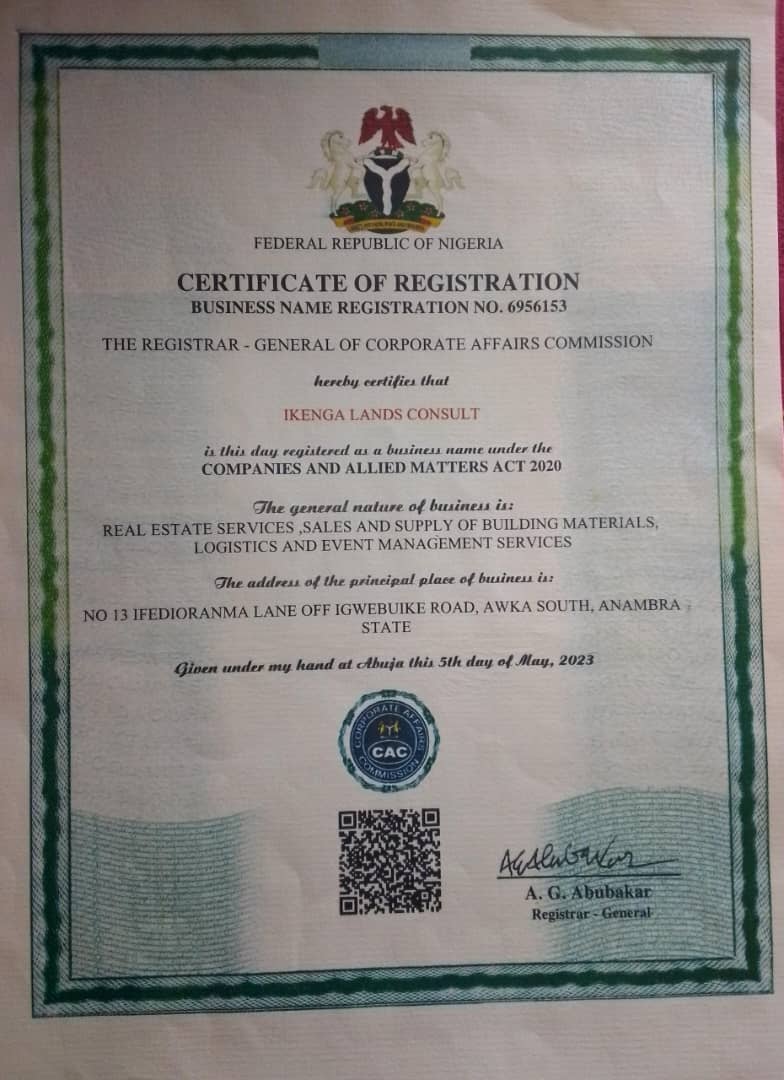 FEDERAL REPUBLIC OF NIGERIA
CERTIFICATE OF REGISTRATION
BUSINESS NAME REGISTRATION NO. 6956153
THE REGISTRAR - GENERAL OF CORPORATE AFFAIRS COMMISSION
hereby certifies that
IKENGA LANDS CONSULT
is this day registered as a business name under the
COMPANIES AND ALLIED MATTERS ACT 2020
The general nature of business is:
REAL ESTATE SERVICES ,SALES AND SUPPLY OF BUILDING MATERIALS,
LOGISTICS AND EVENT MANAGEMENT SERVICES
The address of the principal place of business is:
NO 13 IFEDIORANMA LANE OFF IGWEBUIKE ROAD, AWKA SOUTH, ANAMBRA
STATE
Given under my hand at Abuja this 5th day of May, 2023
CORPORATE AFFAIRS
CAC
COMMISSION
A. G. Abubakar
Registrar - General